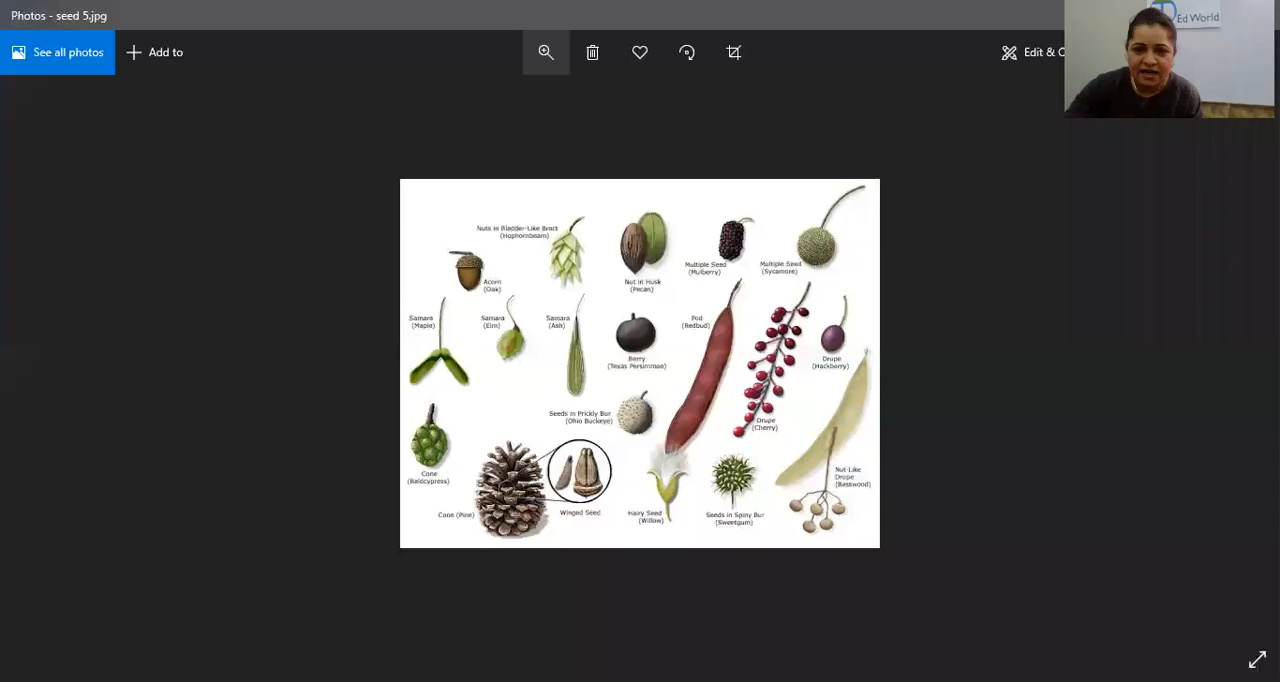 Photos - seed 5.jpg
See all photos
Add to
Edit & C
Ed World
Nuts in Bladder-Like Bract
(Hophornbeam)
Acorn
(Oak)
Nut in Husk
(Pecan)
Multiple Seed
(Mulberry)
Multiple Seed
(Sycamore)
Samara
(Maple)
Samara
(Elm)
Samara
(Ash)
Berry
(Texas Persimmae)
Pod
(Redbud)
Drupe
(Hackberry)
Seeds in Prickly Bur
(Ohio Buckeye)
Drupe
(Cherry)
Cone
(Baldcypress)
Cone (Pine)
Winged Seed
Hairy Seed
(Willow)
Seeds in Spiny Bur
(Sweetgum)
Nut-Like
Drupe
(Basswood)